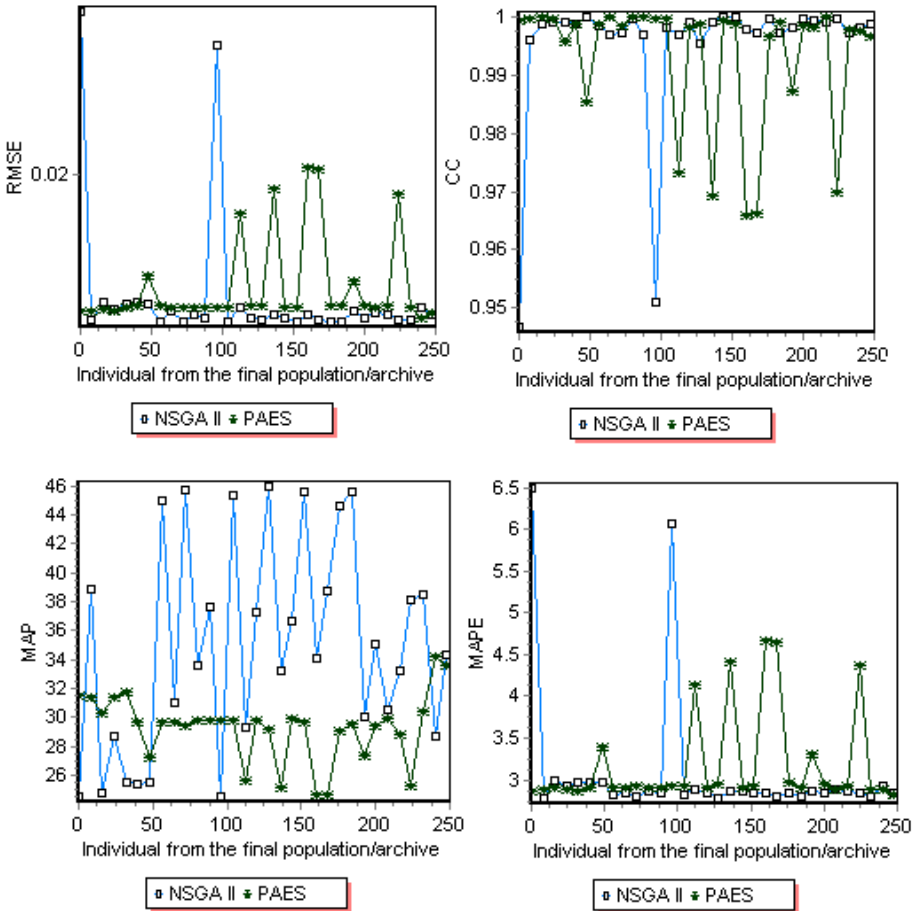 RMSE
0.02
0 50 100 150 200 250
Individual from the final population/archive
NSGA II PAES
CC
1
0.99
0.98
0.97
0.96
0.95
0 50 100 150 200 250
Individual from the final population/archive
NSGA II PAES
MAP
46
44
42
40
38
36
34
32
30
28
26
0 50 100 150 200 250
Individual from the final population/archive
NSGA II PAES
MAPE
6.5
6
5
4.5
4
3.5
3
0 50 100 150 200 250
Individual from the final population/archive
NSGA II PAES